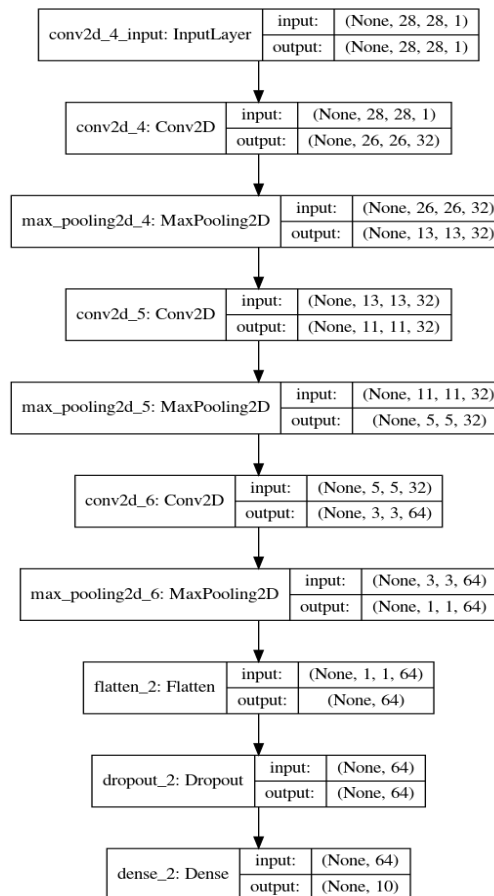 conv2d_4_input: InputLayer input: (None, 28, 28, 1)
output: (None, 28, 28, 1)
conv2d_4: Conv2D input: (None, 28, 28, 1)
output: (None, 26, 26, 32)
max_pooling2d_4: MaxPooling2D input: (None, 26, 26, 32)
output: (None, 13, 13, 32)
conv2d_5: Conv2D input: (None, 13, 13, 32)
output: (None, 11, 11, 32)
max_pooling2d_5: MaxPooling2D input: (None, 11, 11, 32)
output: (None, 5, 5, 32)
conv2d_6: Conv2D input: (None, 5, 5, 32)
output: (None, 3, 3, 64)
max_pooling2d_6: MaxPooling2D input: (None, 3, 3, 64)
output: (None, 1, 1, 64)
flatten_2: Flatten input: (None, 1, 1, 64)
output: (None, 64)
dropout_2: Dropout input: (None, 64)
output: (None, 64)
dense_2: Dense input: (None, 64)
output: (None, 10)